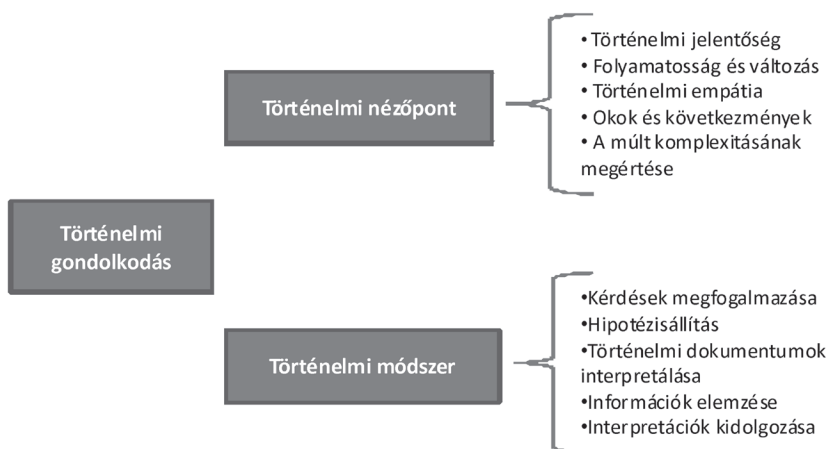 Történelmi gondolkodás
Történelmi nézőpont
• Történelmi jelentőség
• Folyamatosság és változás
• Történelmi empátia
• Okok és következmények
• A múlt komplexitásának
megértése
Történelmi módszer
•Kérdések megfogalmazása
•Hipotézisállítás
•Történelmi dokumentumok
interpretálása
•Információk elemzése
•Interpretációk kidolgozása